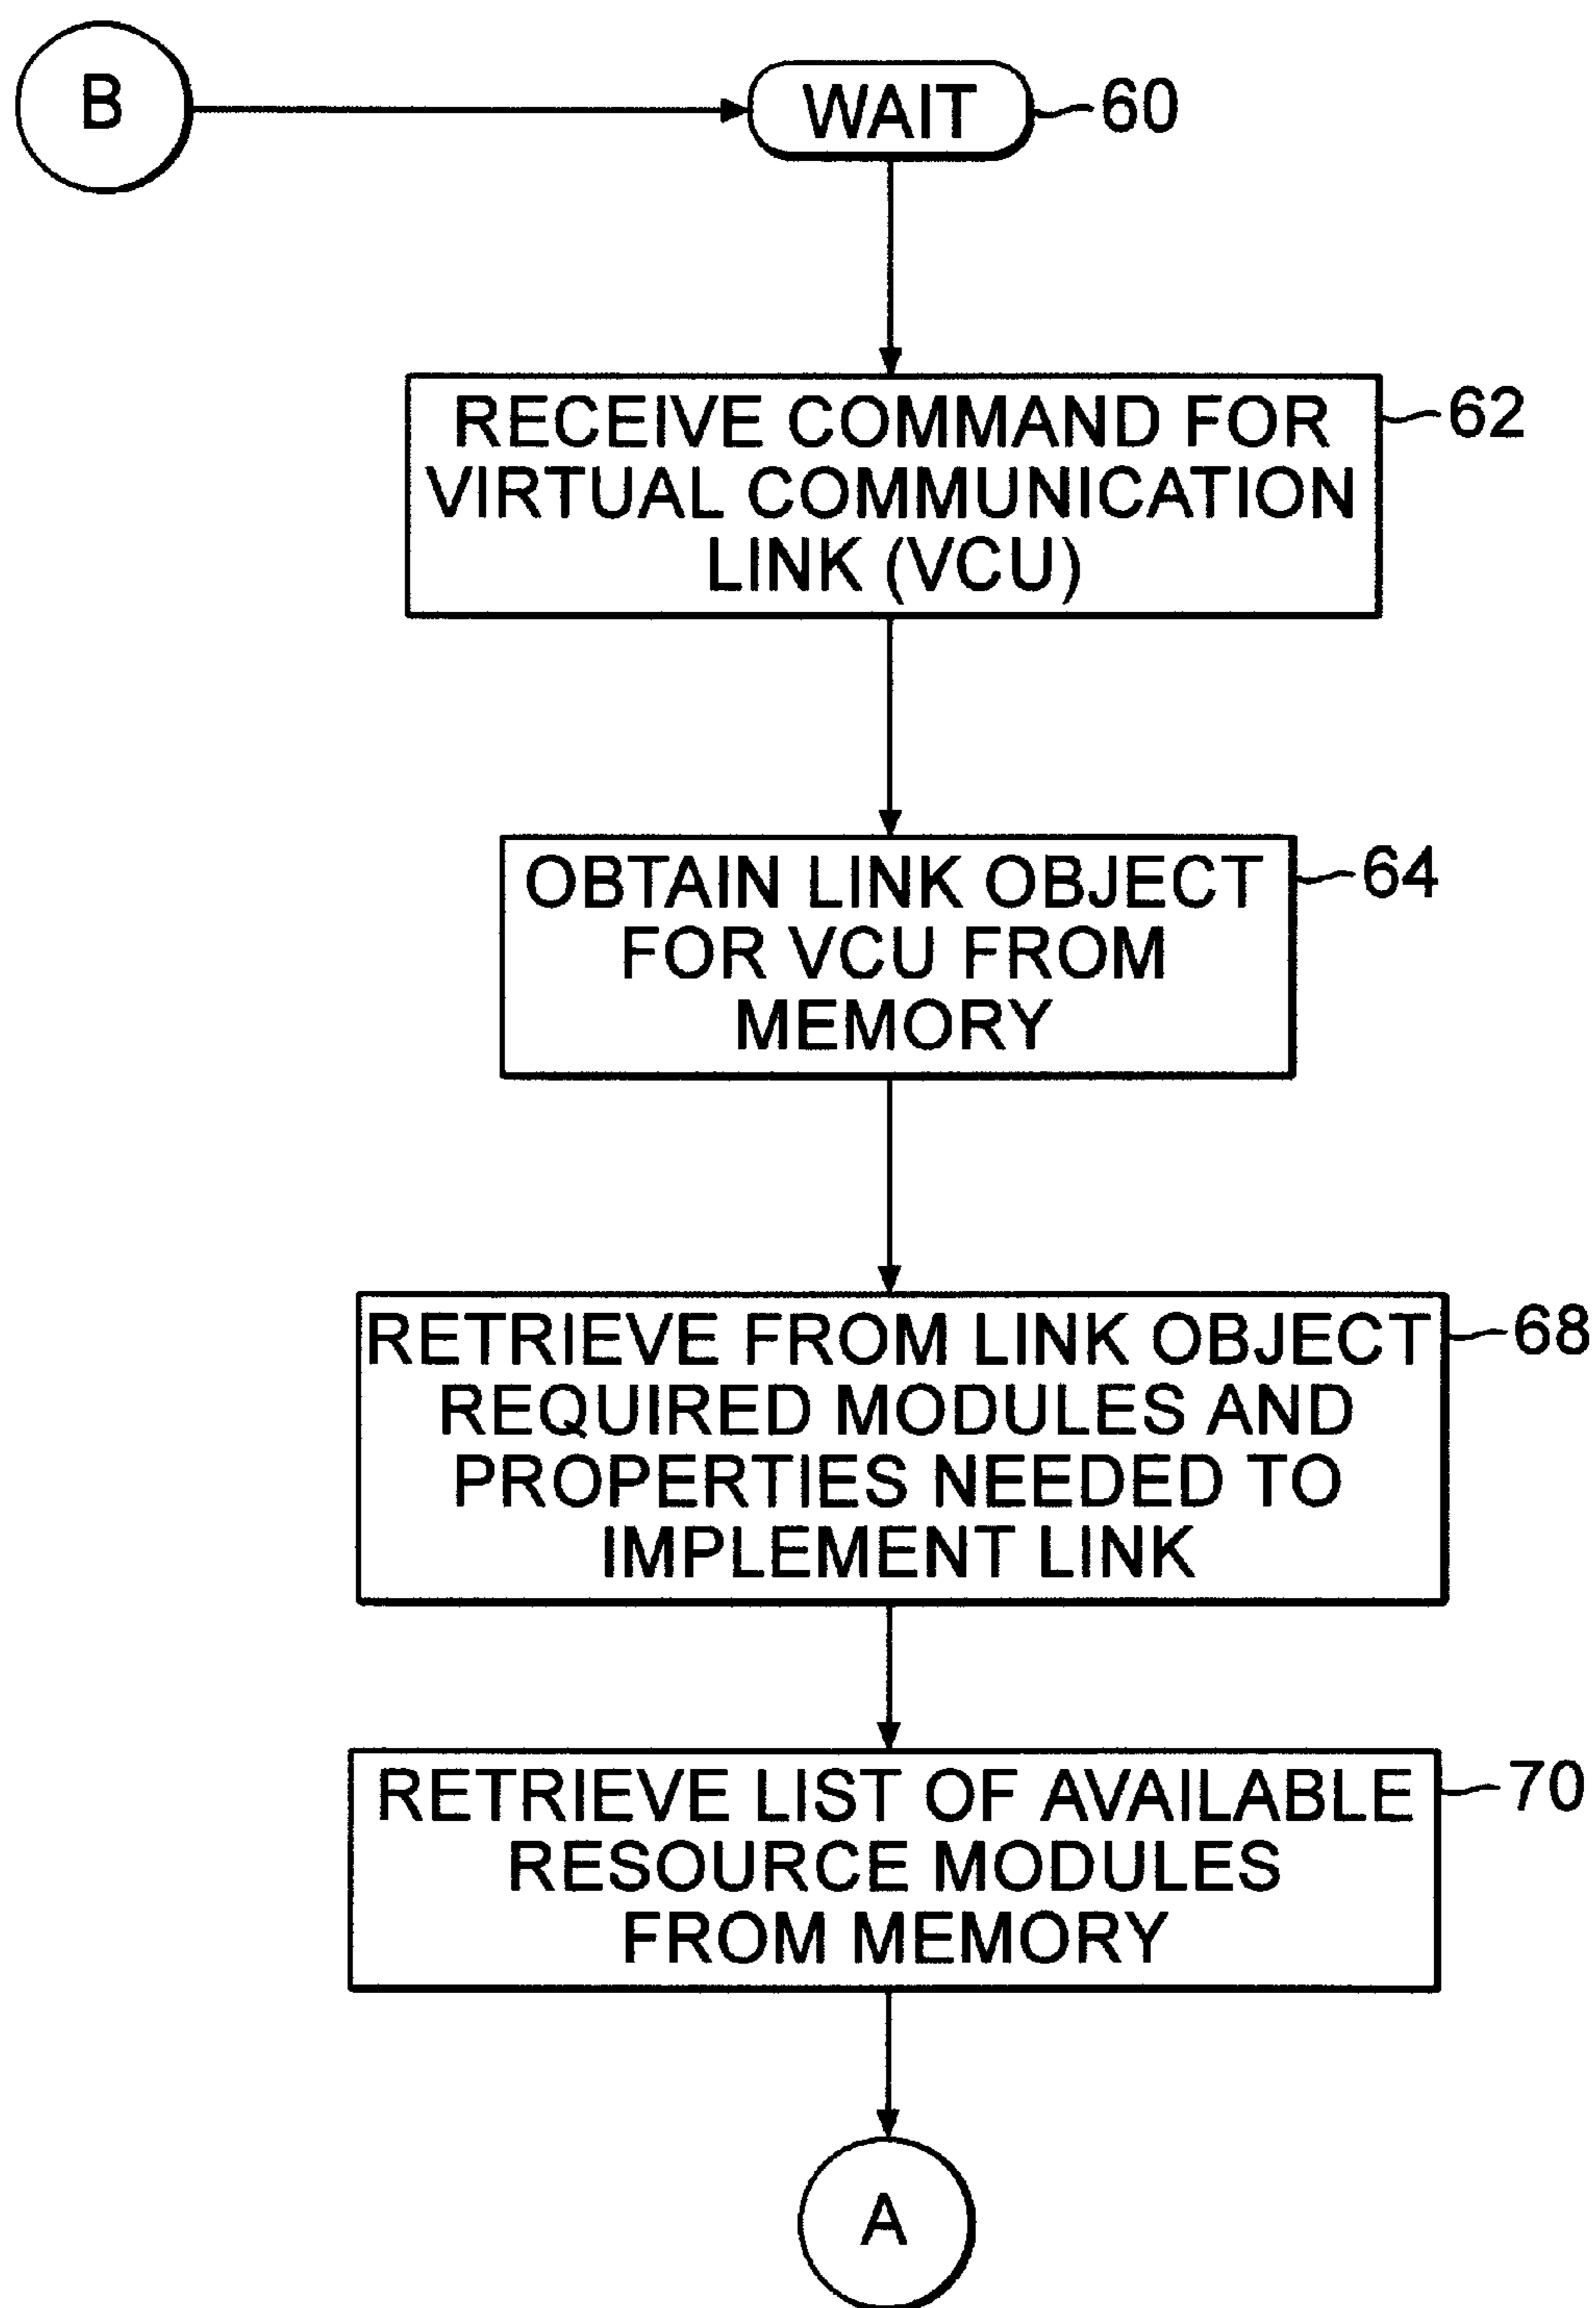 B
WAIT
60
RECEIVE COMMAND FOR
VIRTUAL COMMUNICATION
LINK (VCU)
62
OBTAIN LINK OBJECT
FOR VCU FROM
MEMORY
64
RETRIEVE FROM LINK OBJECT
REQUIRED MODULES AND
PROPERTIES NEEDED TO
IMPLEMENT LINK
68
RETRIEVE LIST OF AVAILABLE
RESOURCE MODULES
FROM MEMORY
70
A